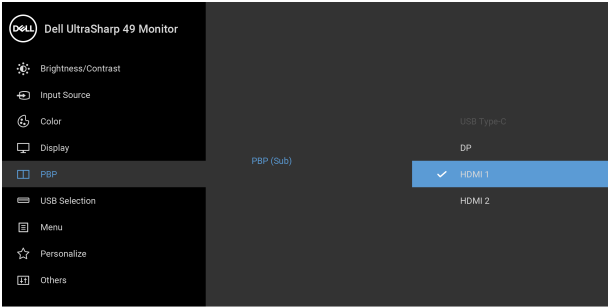 DELL
Dell UltraSharp 49 Monitor
Brightness/Contrast
Input Source
Color
Display
PBP
USB Selection
Menu
Personalize
Others
PBP (Sub)
USB Type-C
DP
HDMI 1
HDMI 2